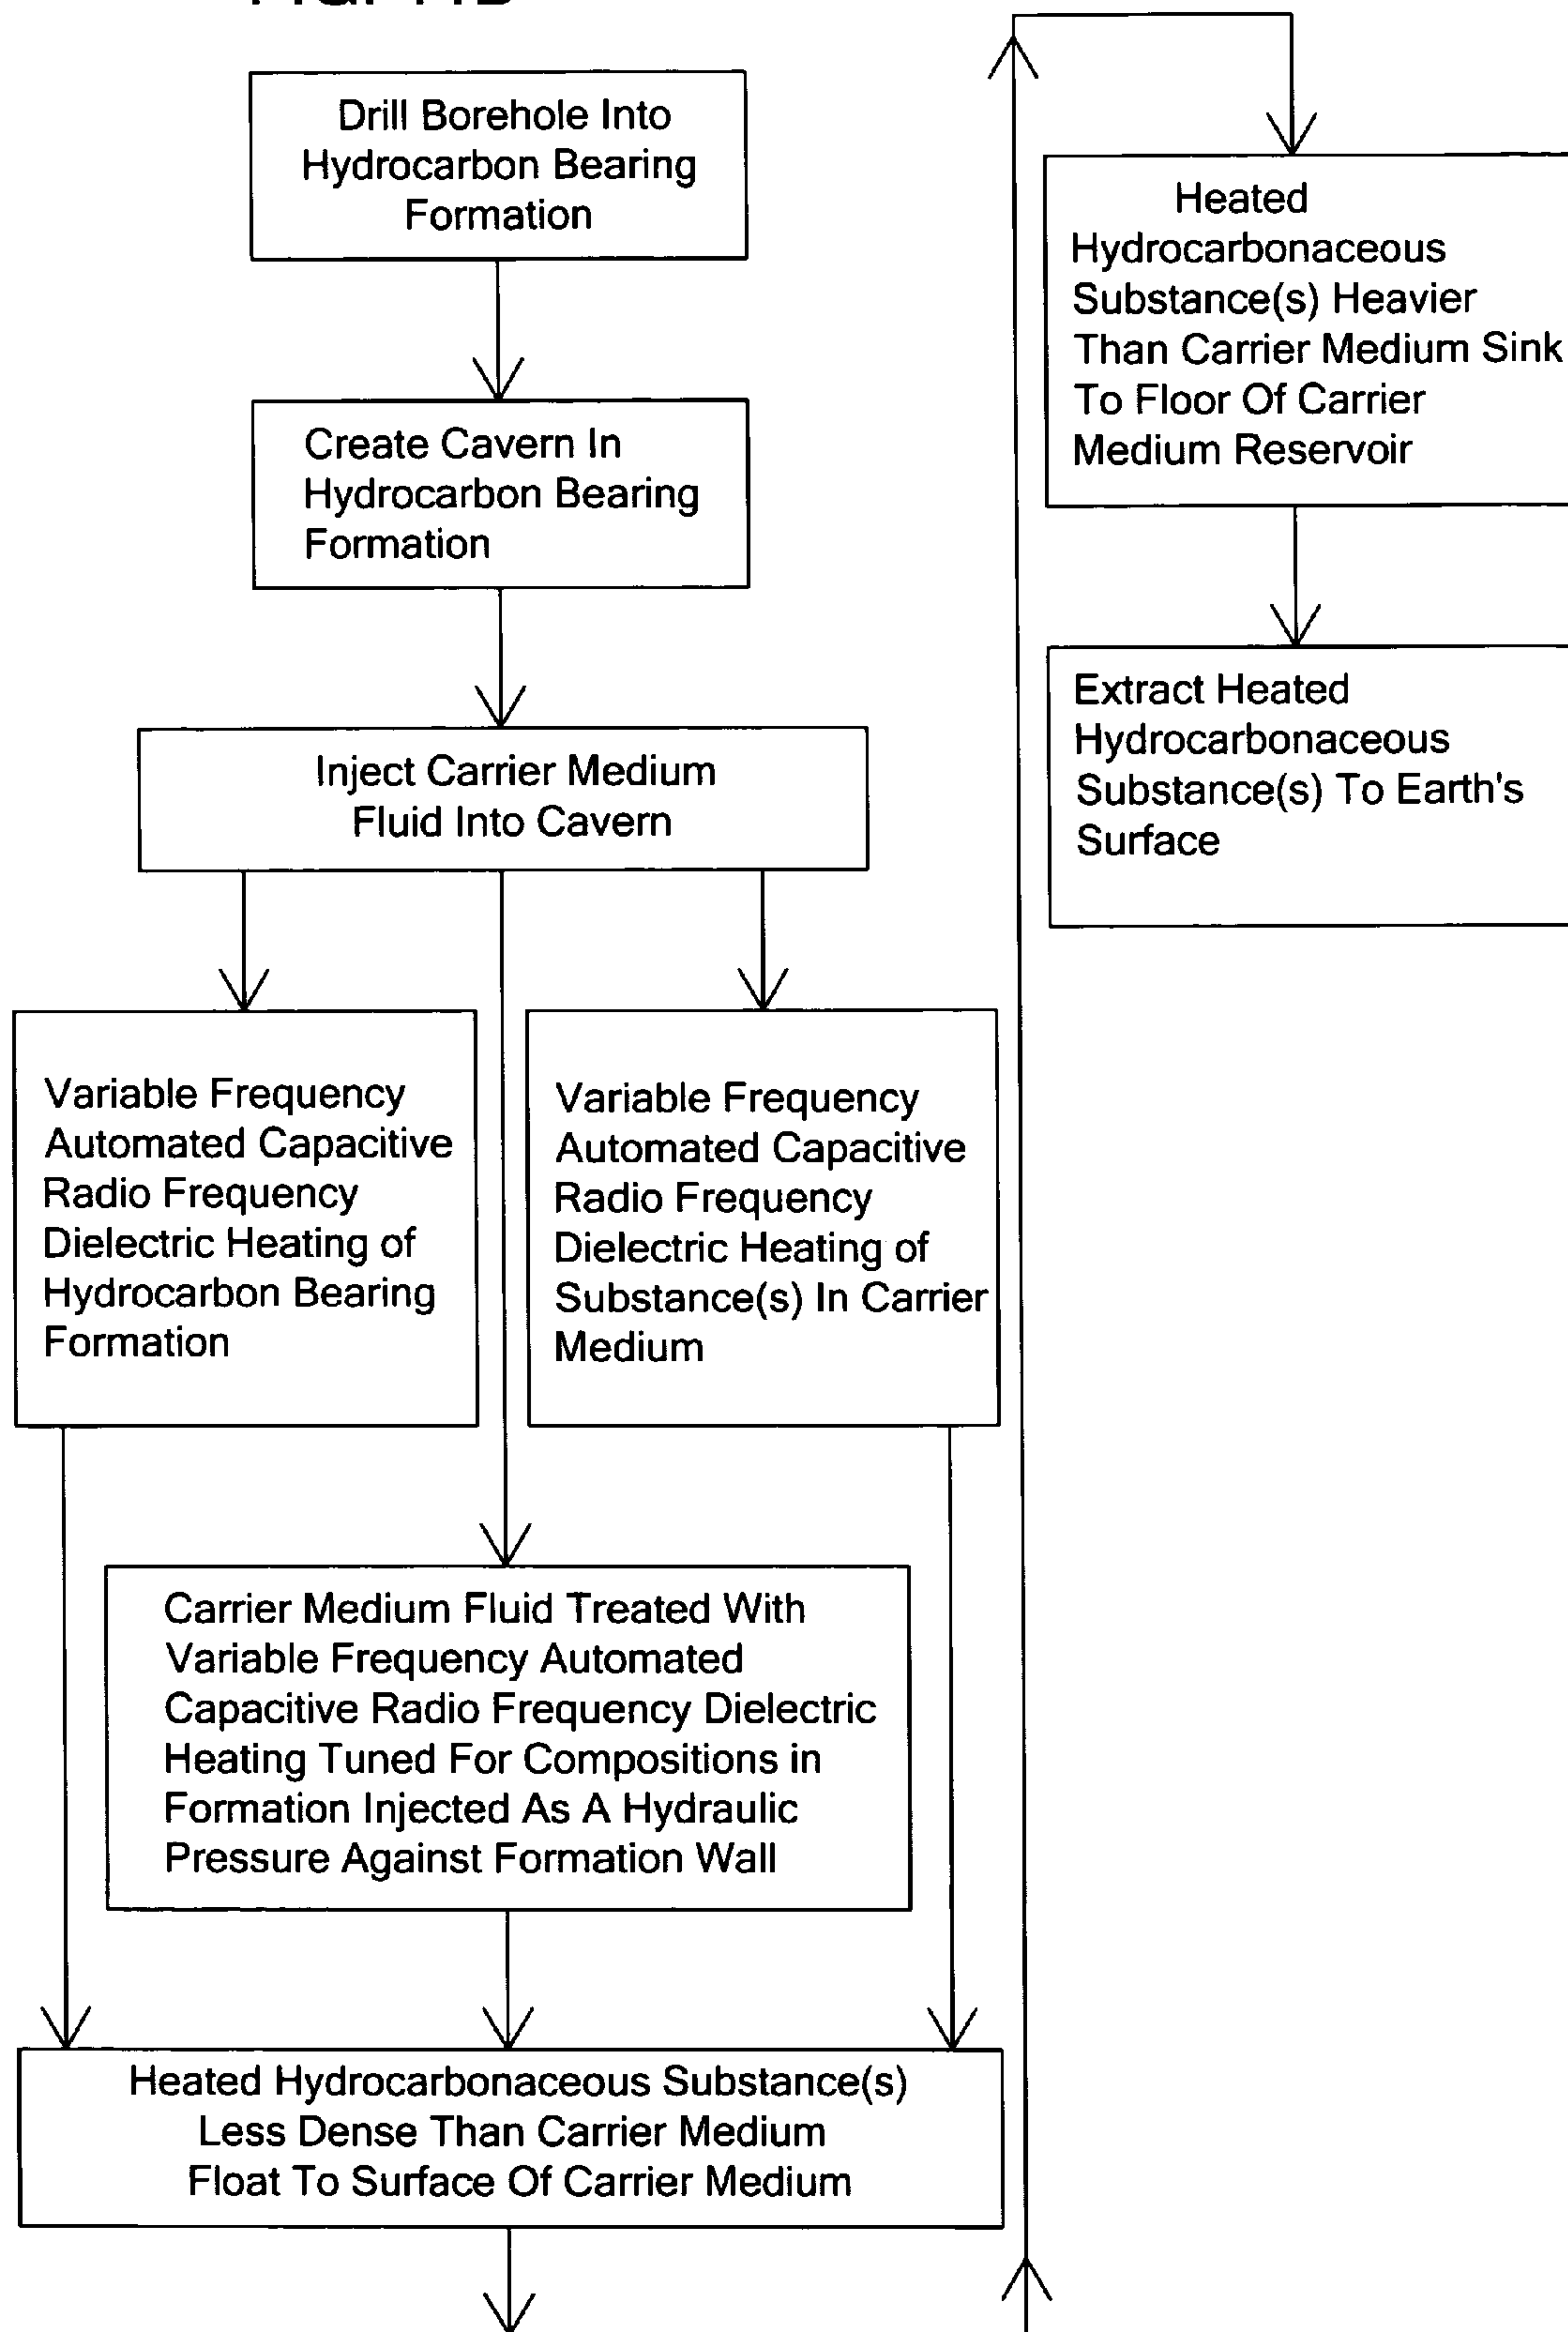 Drill Borehole Into
Hydrocarbon Bearing
Formation
Create Cavern In
Hydrocarbon Bearing
Formation
Inject Carrier Medium
Fluid Into Cavern
Variable Frequency
Automated Capacitive
Radio Frequency
Dielectric Heating of
Hydrocarbon Bearing
Formation
Variable Frequency
Automated Capacitive
Radio Frequency
Dielectric Heating of
Substance(s) In Carrier
Medium
Carrier Medium Fluid Treated With
Variable Frequency Automated
Capacitive Radio Frequency Dielectric
Heating Tuned For Compositions in
Formation Injected As A Hydraulic
Pressure Against Formation Wall
Heated Hydrocarbonaceous Substance(s)
Less Dense Than Carrier Medium
Float To Surface Of Carrier Medium
Heated
Hydrocarbonaceous
Substance(s) Heavier
Than Carrier Medium Sink
To Floor Of Carrier
Medium Reservoir
Extract Heated
Hydrocarbonaceous
Substance(s) To Earth's
Surface